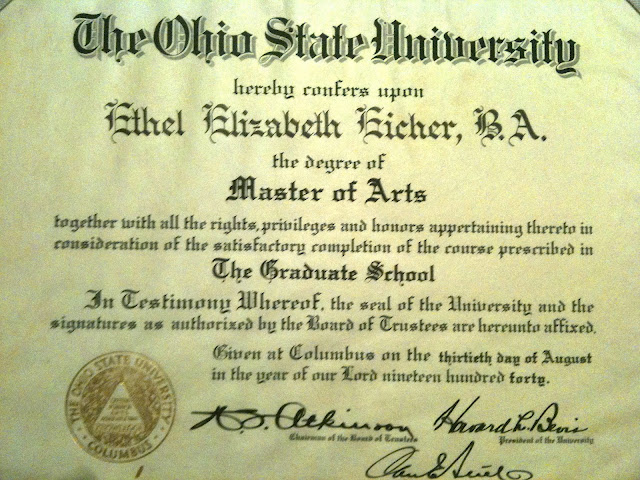 The Ohio State University
hereby confers upon
Ethel Elizabeth Eicher, B.A.
the degree of
Master of Arts
together with all the rights, privileges and honors appertaining thereto in
consideration of the satisfactory completion of the course prescribed in
The Graduate School
In Testimony Whereof, the seal of the University and the
signatures as authorized by the Board of Trustees are hereunto affixed.
Given at Columbus on the thirtieth day of August
in the year of our Lord nineteen hundred forty.
THE OHIO STATE UNIVERSITY
COLUMBUS
Atkinson
Howard L. Bevis
Chairman of the Board of Trustees
President of the University